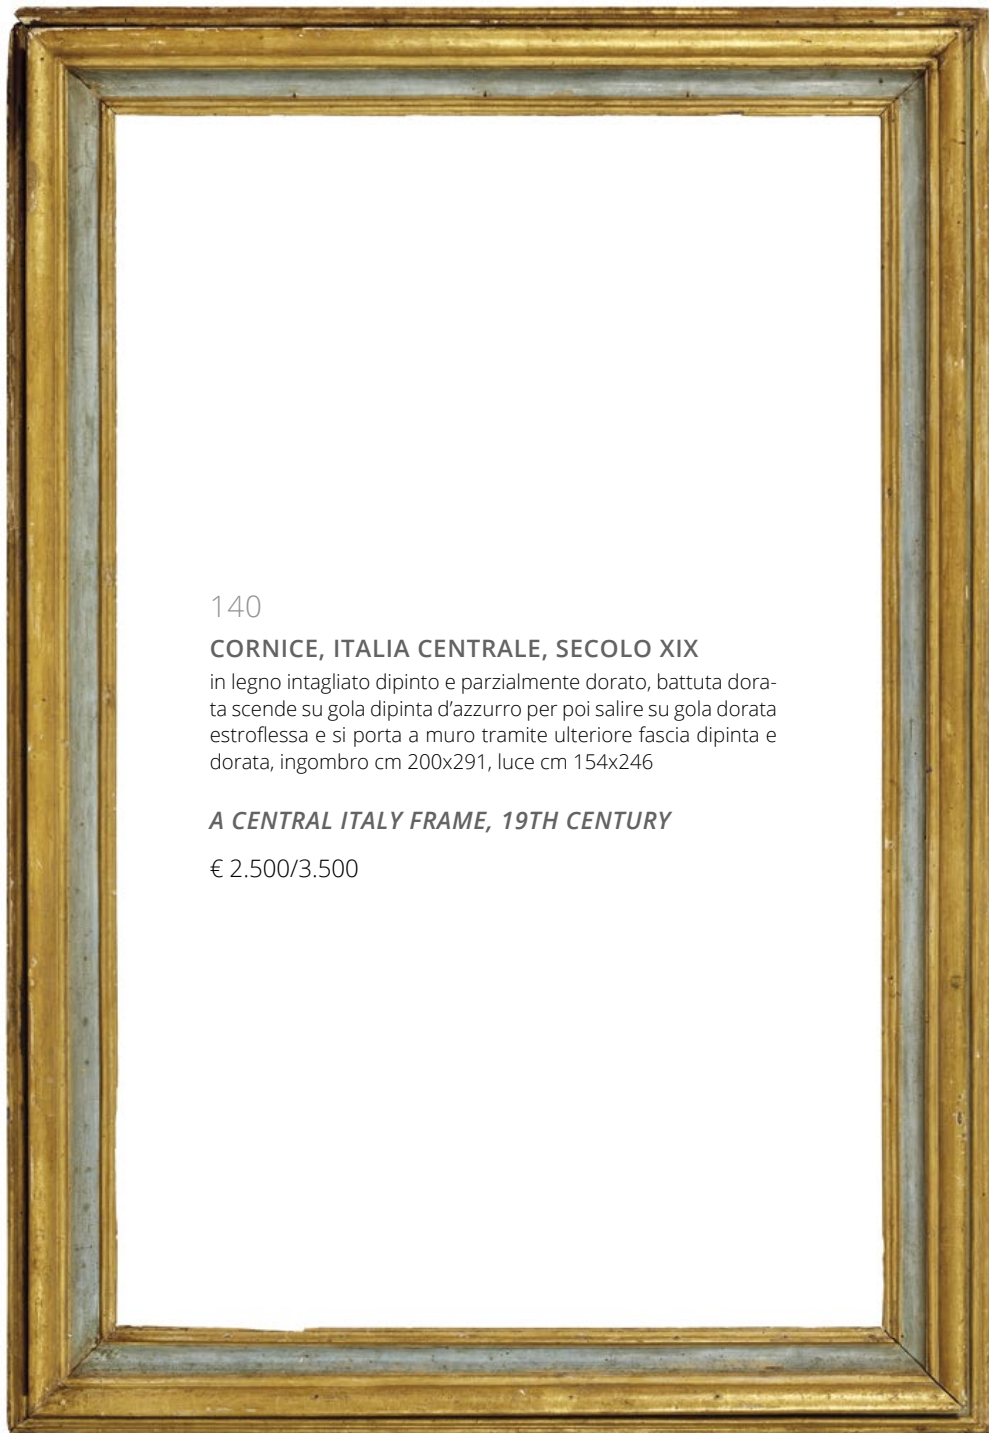 140
CORNICE, ITALIA CENTRALE, SECOLO XIX
in legno intagliato dipinto e parzialmente dorato, battuta dora-
ta scende su gola dipinta d’azzurro per poi salire su gola dorata
estroflessa e si porta a muro tramite ulteriore fascia dipinta e
dorata, ingombro cm 200x291, luce cm 154x246
A CENTRAL ITALY FRAME, 19TH CENTURY
€ 2.500/3.500